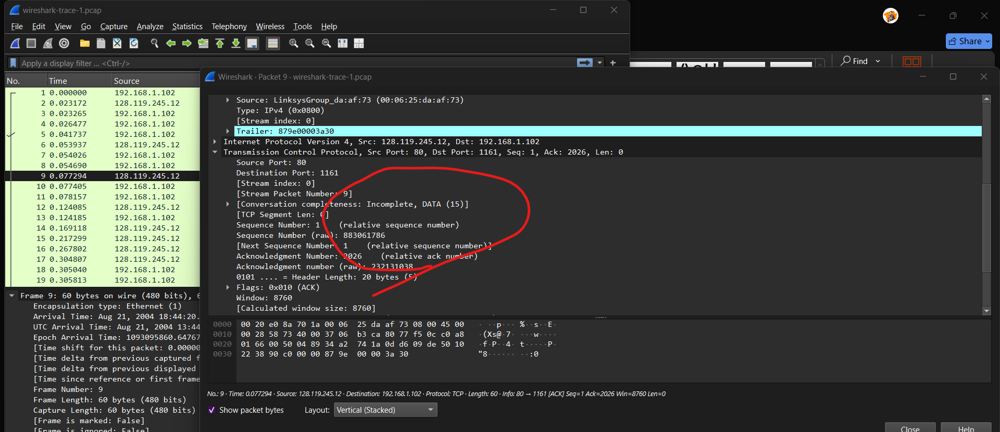 wireshark-trace-1.pcap
File Edit View Go Capture Analyze Statistics Telephony Wireless Tools Help
Share
Apply a display filter ... <Ctrl-/>
Find
No. Time Source
1 0.000000 192.168.1.102
2 0.023172 128.119.245.12
3 0.023265 192.168.1.102
4 0.026477 192.168.1.102
5 0.041737 192.168.1.102
6 0.053937 128.119.245.12
7 0.054026 192.168.1.102
8 0.054690 192.168.1.102
9 0.077294 128.119.245.12
10 0.077405 192.168.1.102
11 0.078157 192.168.1.102
12 0.124085 128.119.245.12
13 0.124185 192.168.1.102
14 0.169118 128.119.245.12
15 0.217299 128.119.245.12
16 0.267802 128.119.245.12
17 0.304807 128.119.245.12
18 0.305040 192.168.1.102
19 0.305813 192.168.1.102
Frame 9: 60 bytes on wire (480 bits),
Encapsulation type: Ethernet (1)
Arrival Time: Aug 21, 2004 18:44:20.
UTC Arrival Time: Aug 21, 2004 13:44
Epoch Arrival Time: 1093095860.64767
[Time shift for this packet: 0.00000
[Time delta from previous captured f
[Time delta from previous displayed
[Time since reference or first frame
Frame Number: 9
Frame Length: 60 bytes (480 bits)
Capture Length: 60 bytes (480 bits)
[Frame is marked: False]
[Frame is ignored: False]
Wireshark · Packet 9 · wireshark-trace-1.pcap
Source: LinksysGroup_da:af:73 (00:06:25:da:af:73)
Type: IPv4 (0x0800)
[Stream index: 0]
Trailer: 879e00003a30
Internet Protocol Version 4, Src: 128.119.245.12, Dst: 192.168.1.102
Transmission Control Protocol, Src Port: 80, Dst Port: 1161, Seq: 1, Ack: 2026, Len: 0
Source Port: 80
Destination Port: 1161
[Stream index: 0]
[Stream Packet Number: 9]
[Conversation completeness: Incomplete, DATA (15)]
[TCP Segment Len: 0]
Sequence Number: 1 (relative sequence number)
Sequence Number (raw): 883061786
[Next Sequence Number: 1 (relative sequence number)]
Acknowledgment Number: 2026 (relative ack number)
Acknowledgment number (raw): 232131038
0101 .... = Header Length: 20 bytes (5)
Flags: 0x010 (ACK)
Window: 8760
[Calculated window size: 8760]
0000 00 20 e0 8a 70 1a 00 06 25 da af 73 08 00 45 00 · ··p··· %··s··E·
0010 00 28 58 73 40 00 37 06 b3 ca 80 77 f5 0c c0 a8 ·(Xs@·7· ···w····
0020 01 66 00 50 04 89 34 a2 74 1a 0d d6 09 de 50 10 ·f·P··4· t·····P·
0030 22 38 90 c0 00 00 87 9e 00 00 3a 30 "8······ ··:0
No.: 9 · Time: 0.077294 · Source: 128.119.245.12 · Destination: 192.168.1.102 · Protocol: TCP · Length: 60 · Info: 80 → 1161 [ACK] Seq=1 Ack=2026 Win=8760 Len=0
Show packet bytes Layout: Vertical (Stacked)
Close Help